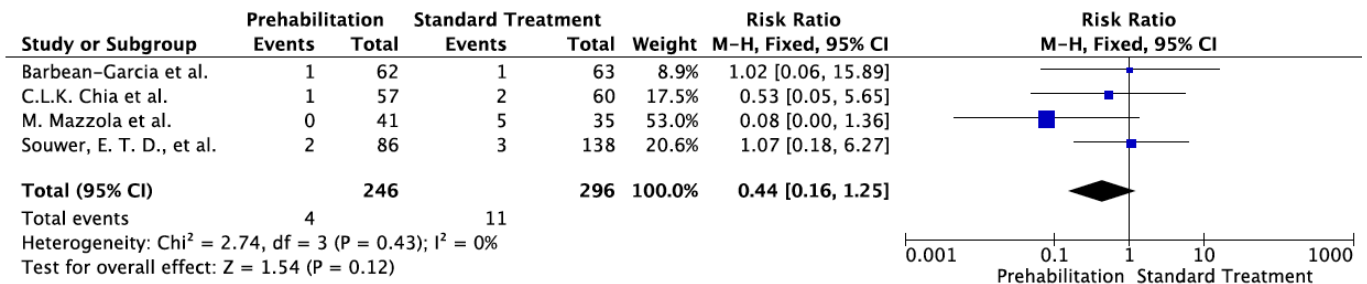 Prehabilitation Standard Treatment Risk Ratio Risk Ratio
Study or Subgroup Events Total Events Total Weight M-H, Fixed, 95% CI M-H, Fixed, 95% CI
Barbean-Garcia et al. 1 62 1 63 8.9% 1.02 [0.06, 15.89]
C.L.K. Chia et al. 1 57 2 60 17.5% 0.53 [0.05, 5.65]
M. Mazzola et al. 0 41 5 35 53.0% 0.08 [0.00, 1.36]
Souwer, E. T. D., et al. 2 86 3 138 20.6% 1.07 [0.18, 6.27]
Total (95% CI) 246 296 100.0% 0.44 [0.16, 1.25]
Total events 4 11
Heterogeneity: Chi² = 2.74, df = 3 (P = 0.43); I² = 0%
Test for overall effect: Z = 1.54 (P = 0.12)
0.001 0.1 1 10 1000
Prehabilitation Standard Treatment